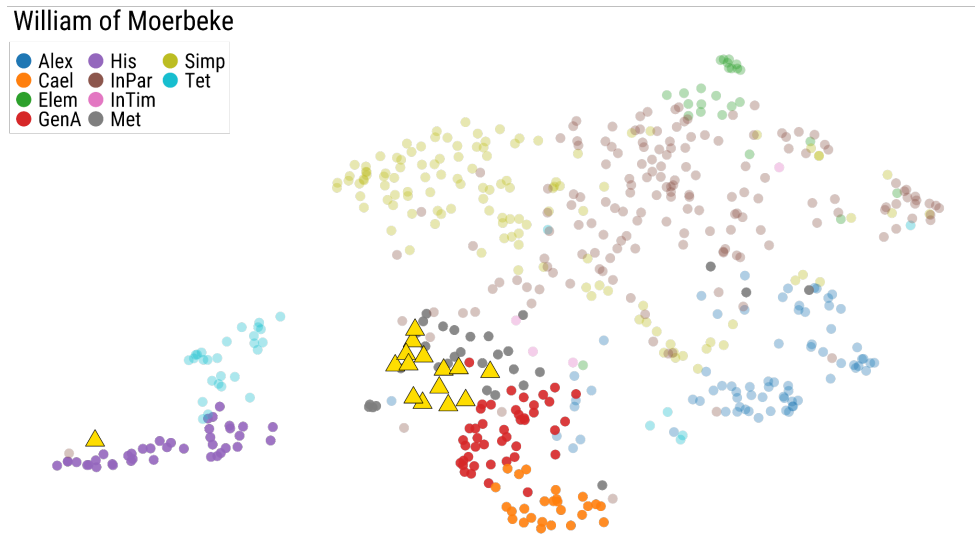 William of Moerbeke
Alex His Simp
Cael InPar Tet
Elem InTim
GenA Met